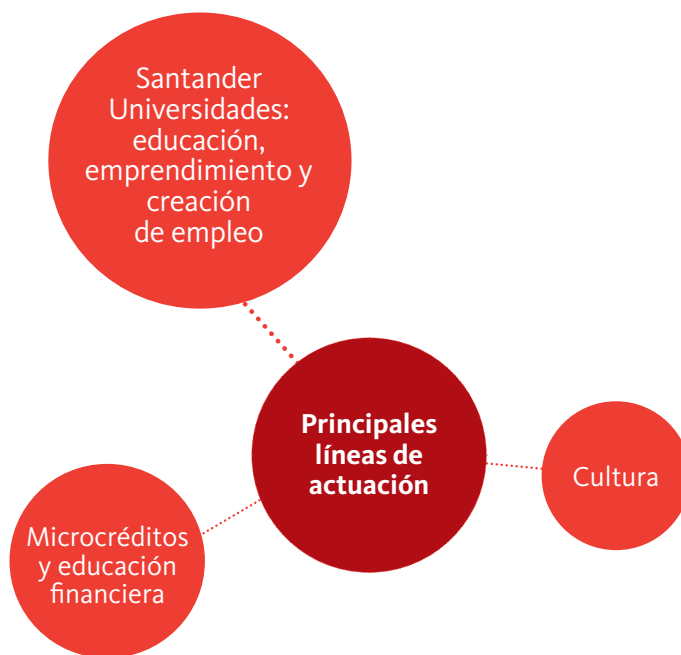 Santander
Universidades:
educación,
emprendimiento y
creación
de empleo
Principales
líneas de
actuación
Cultura
Microcréditos
y educación
financiera